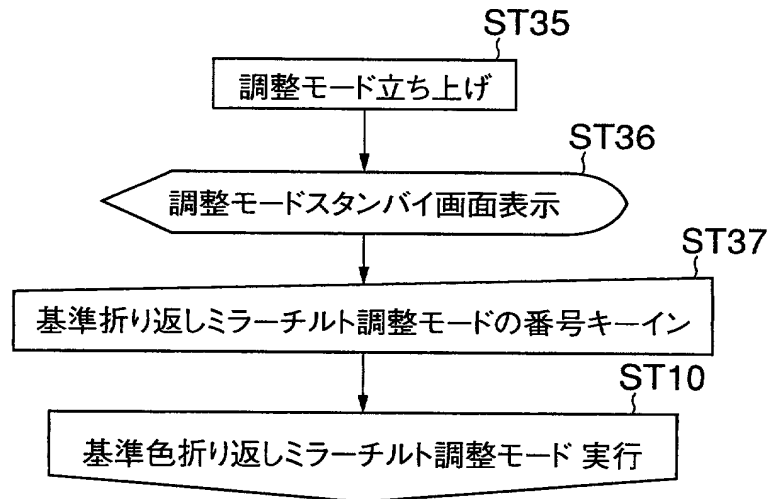 ST35
調整モード立ち上げ
ST36
調整モードスタンバイ画面表示
ST37
基準折り返しミラーチルト調整モードの番号キーイン
ST10
基準色折り返しミラーチルト調整モード 実行